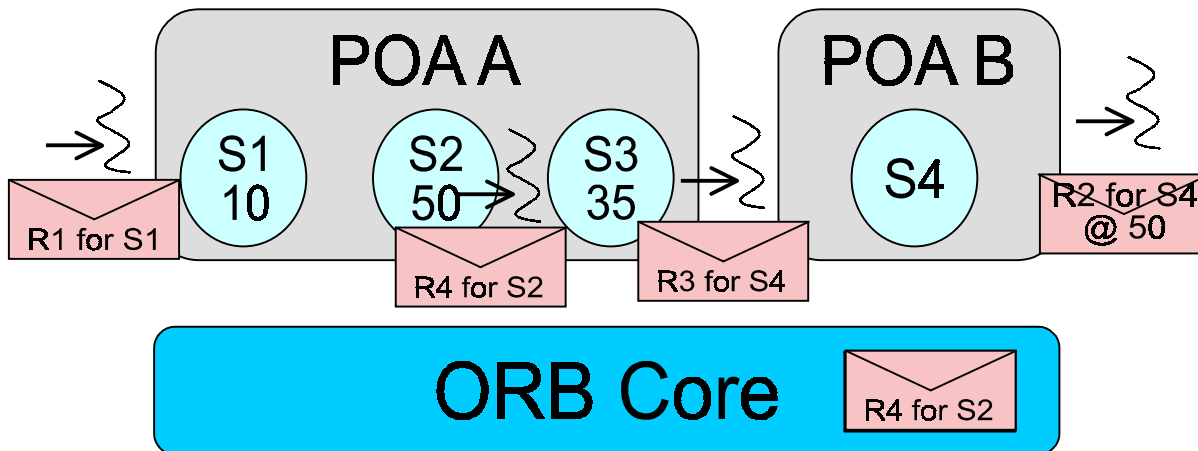 POA A
POA B
S1
10
S2
50
S3
35
S4
R1 for S1
R4 for S2
R3 for S4
R2 for S4
@ 50
ORB Core
R4 for S2